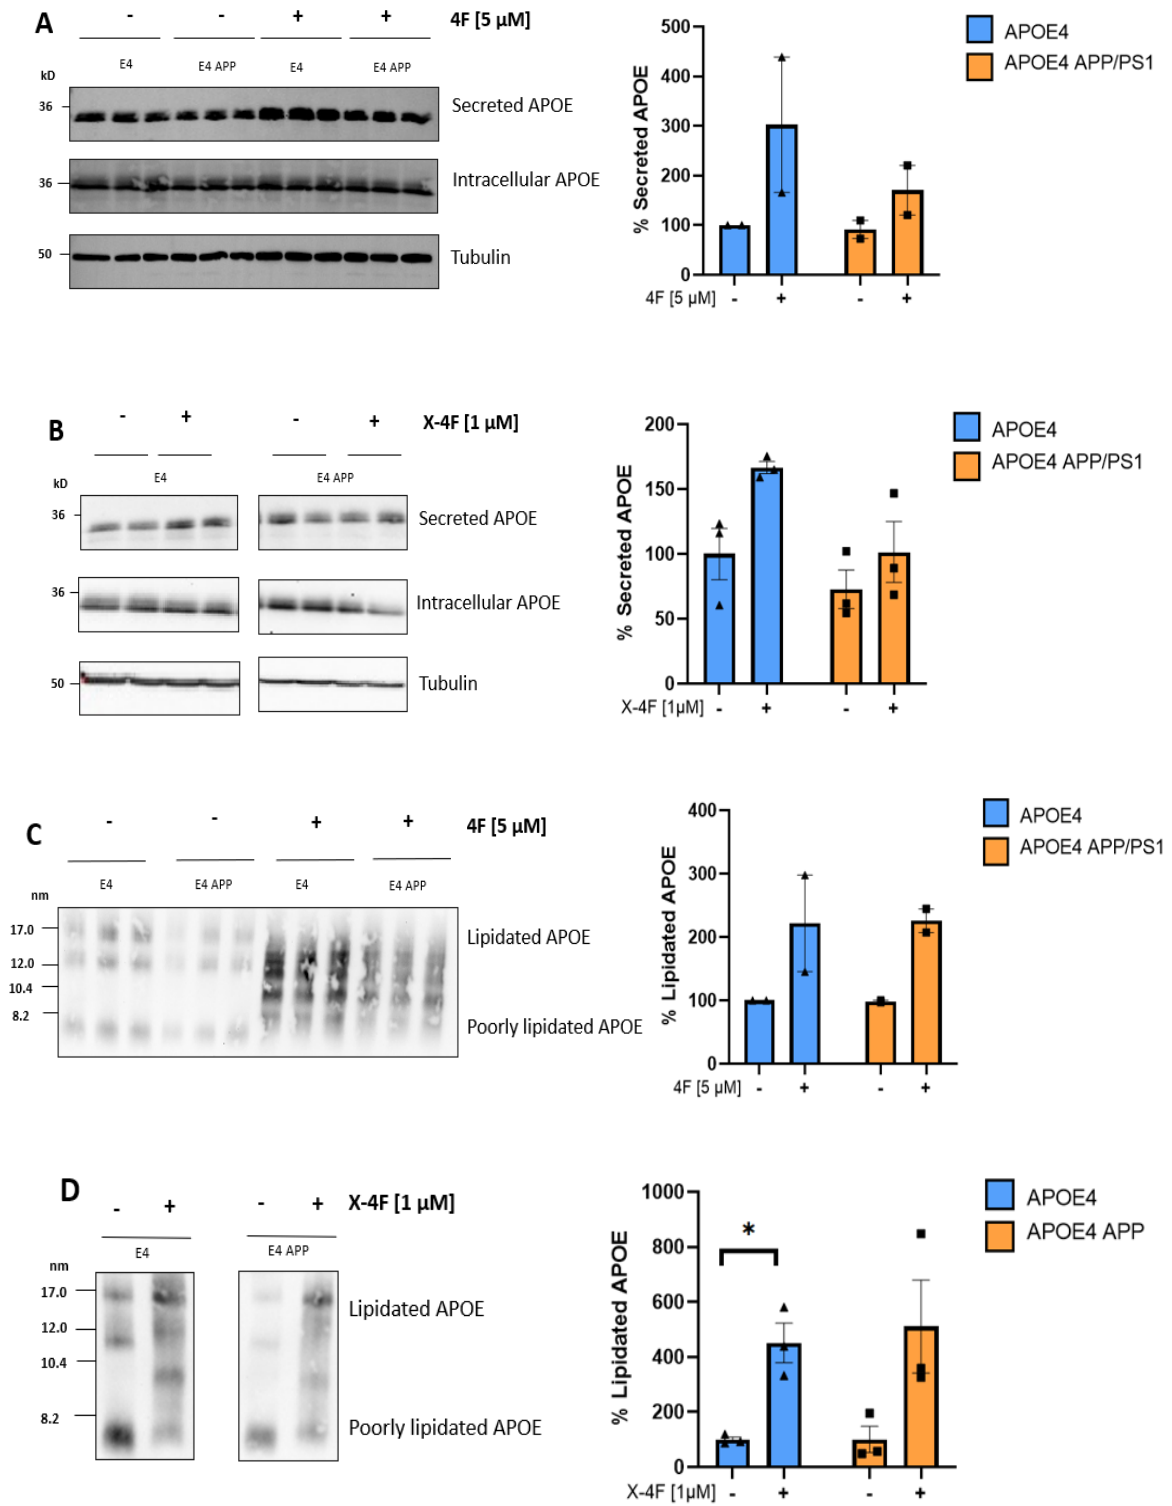 A
- - + + 4F [5 µM]
E4 E4 APP E4 E4 APP
kD
36 Secreted APOE
36 Intracellular APOE
50 Tubulin
% Secreted APOE
500
400
300
200
100
0
4F [5 µM] - + - +
APOE4
APOE4 APP/PS1
B
- + - + X-4F [1 µM]
E4 E4 APP
kD
36 Secreted APOE
36 Intracellular APOE
50 Tubulin
% Secreted APOE
200
150
100
50
0
X-4F [1µM] - + - +
APOE4
APOE4 APP/PS1
C
- - + + 4F [5 µM]
E4 E4 APP E4 E4 APP
nm
17.0 Lipidated APOE
12.0
10.4
8.2 Poorly lipidated APOE
% Lipidated APOE
400
300
200
100
0
4F [5 µM] - + - +
APOE4
APOE4 APP/PS1
D
- + - + X-4F [1 µM]
E4 E4 APP
nm
17.0 Lipidated APOE
12.0
10.4
8.2 Poorly lipidated APOE
% Lipidated APOE
1000
800
600
400
200
0
*
X-4F [1µM] - + - +
APOE4
APOE4 APP